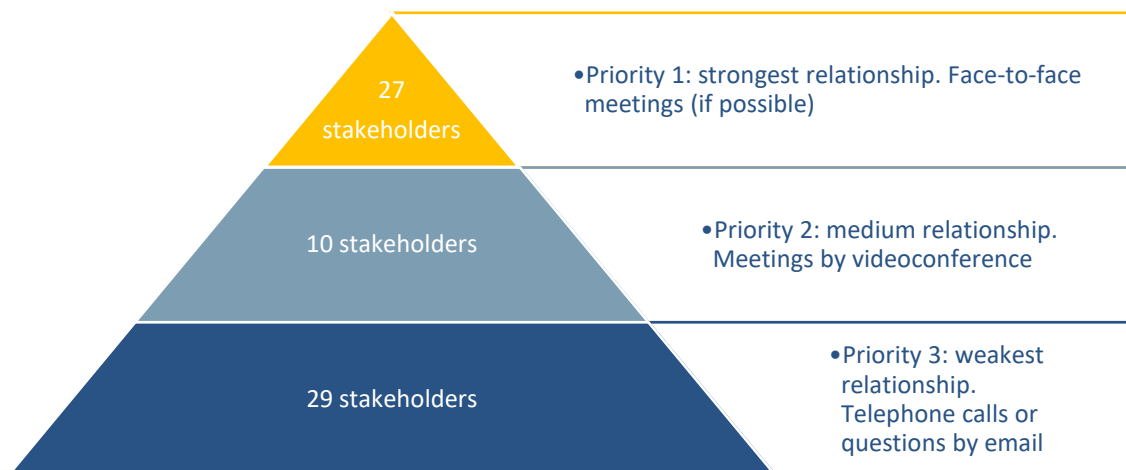 27
stakeholders
•Priority 1: strongest relationship. Face-to-face
meetings (if possible)
10 stakeholders
•Priority 2: medium relationship.
Meetings by videoconference
29 stakeholders
•Priority 3: weakest
relationship.
Telephone calls or
questions by email